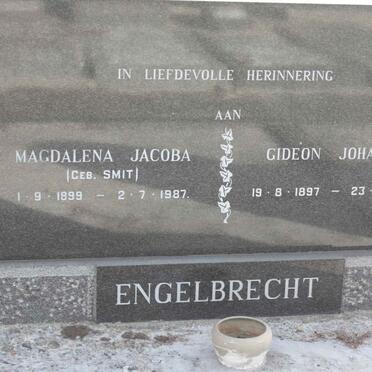 IN LIEFDEVOLLE HERINNERING
AAN
MAGDALENA JACOBA
(GEB. SMIT)
1·9·1899 – 2·7·1987.
GIDEON
19·8·1897 – 23·
ENGELBRECHT